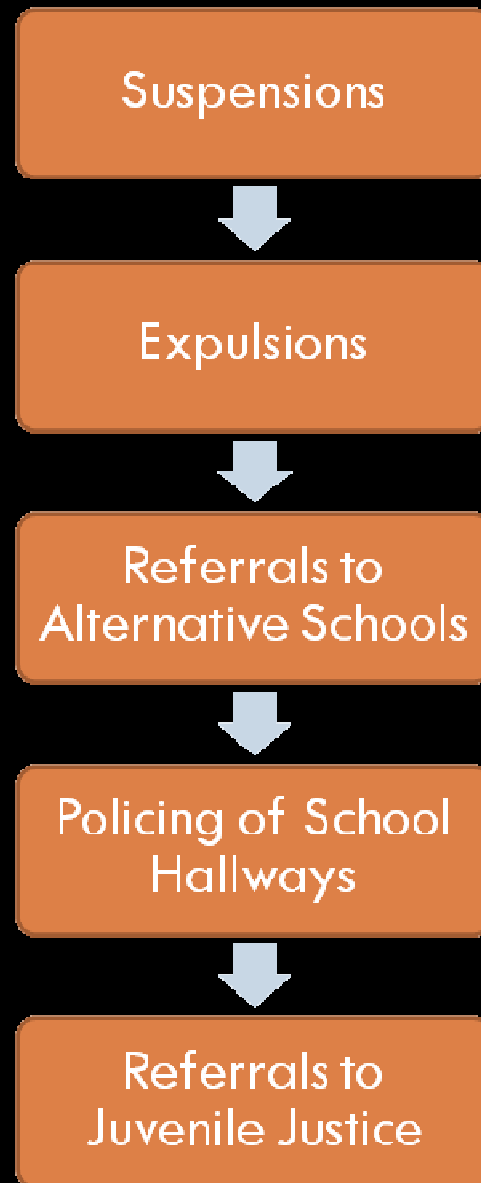 Suspensions
Expulsions
Referrals to
Alternative Schools
Policing of School
Hallways
Referrals to
Juvenile Justice